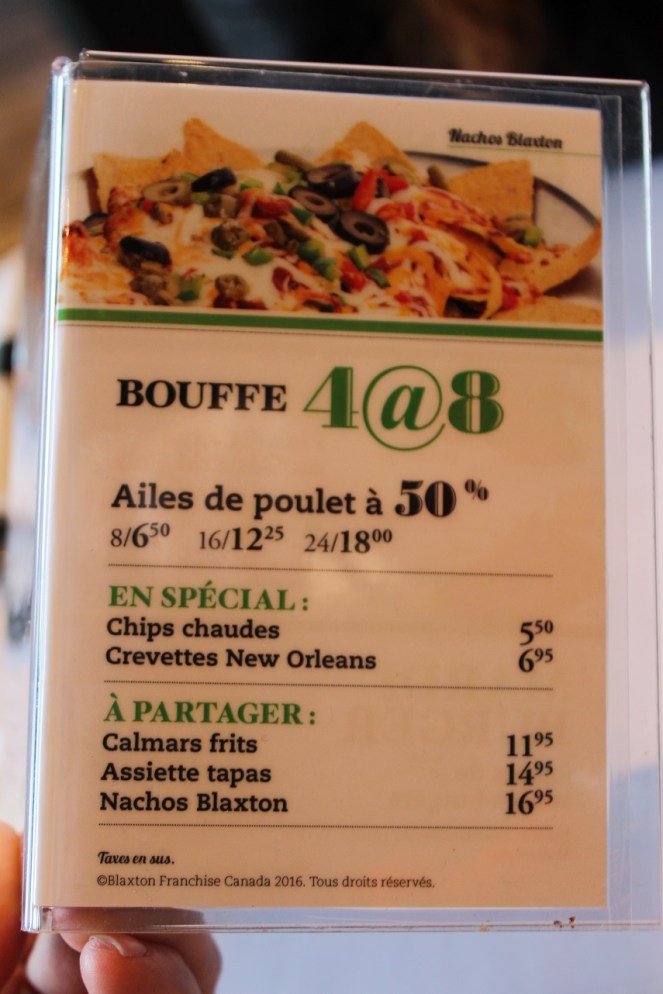 Nachos Blaxton
BOUFFE 4@8
Ailes de poulet à 50 %
8/6⁵⁰ 16/12²⁵ 24/18⁰⁰
EN SPÉCIAL :
Chips chaudes 5⁵⁰
Crevettes New Orleans 6⁹⁵
À PARTAGER :
Calmars frits 11⁹⁵
Assiette tapas 14⁹⁵
Nachos Blaxton 16⁹⁵
Taxes en sus.
©Blaxton Franchise Canada 2016. Tous droits réservés.